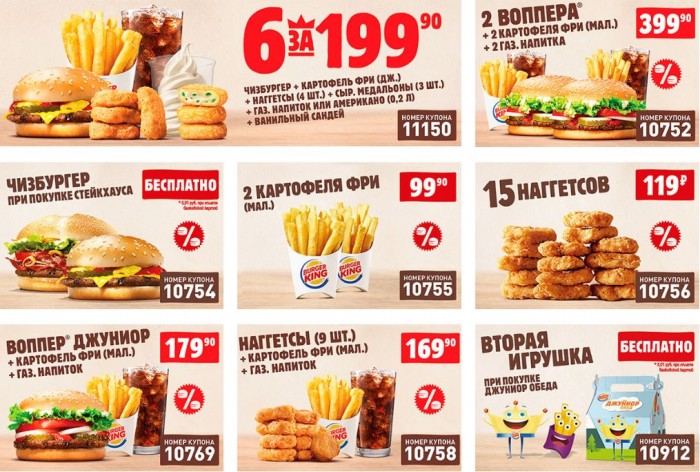 6 ЗА 199 90
ЧИЗБУРГЕР + КАРТОФЕЛЬ ФРИ (ДЖ.)
+ НАГГЕТСЫ (4 ШТ.) + СЫР. МЕДАЛЬОНЫ (3 ШТ.)
+ ГАЗ. НАПИТОК ИЛИ АМЕРИКАНО (0,2 Л)
+ ВАНИЛЬНЫЙ САНДЕЙ
НОМЕР КУПОНА
11150
2 ВОППЕРА®
+ 2 КАРТОФЕЛЯ ФРИ (МАЛ.)
+ 2 ГАЗ. НАПИТКА
399 90
%
НОМЕР КУПОНА
10752
ЧИЗБУРГЕР
ПРИ ПОКУПКЕ СТЕЙКХАУСА
БЕСПЛАТНО
%
НОМЕР КУПОНА
10754
2 КАРТОФЕЛЯ ФРИ
(МАЛ.)
99 90
%
BURGER KING
BURGER KING
НОМЕР КУПОНА
10755
15 НАГГЕТСОВ
119₽
%
НОМЕР КУПОНА
10756
ВОППЕР® ДЖУНИОР
+ КАРТОФЕЛЬ ФРИ (МАЛ.)
+ ГАЗ. НАПИТОК
179 90
%
BURGER KING
НОМЕР КУПОНА
10769
НАГГЕТСЫ (9 ШТ.)
+ КАРТОФЕЛЬ ФРИ (МАЛ.)
+ ГАЗ. НАПИТОК
169 90
%
BURGER KING
НОМЕР КУПОНА
10758
ВТОРАЯ
ИГРУШКА
ПРИ ПОКУПКЕ
ДЖУНИОР ОБЕДА
БЕСПЛАТНО
ДЖУНИОР
НОМЕР КУПОНА
10912